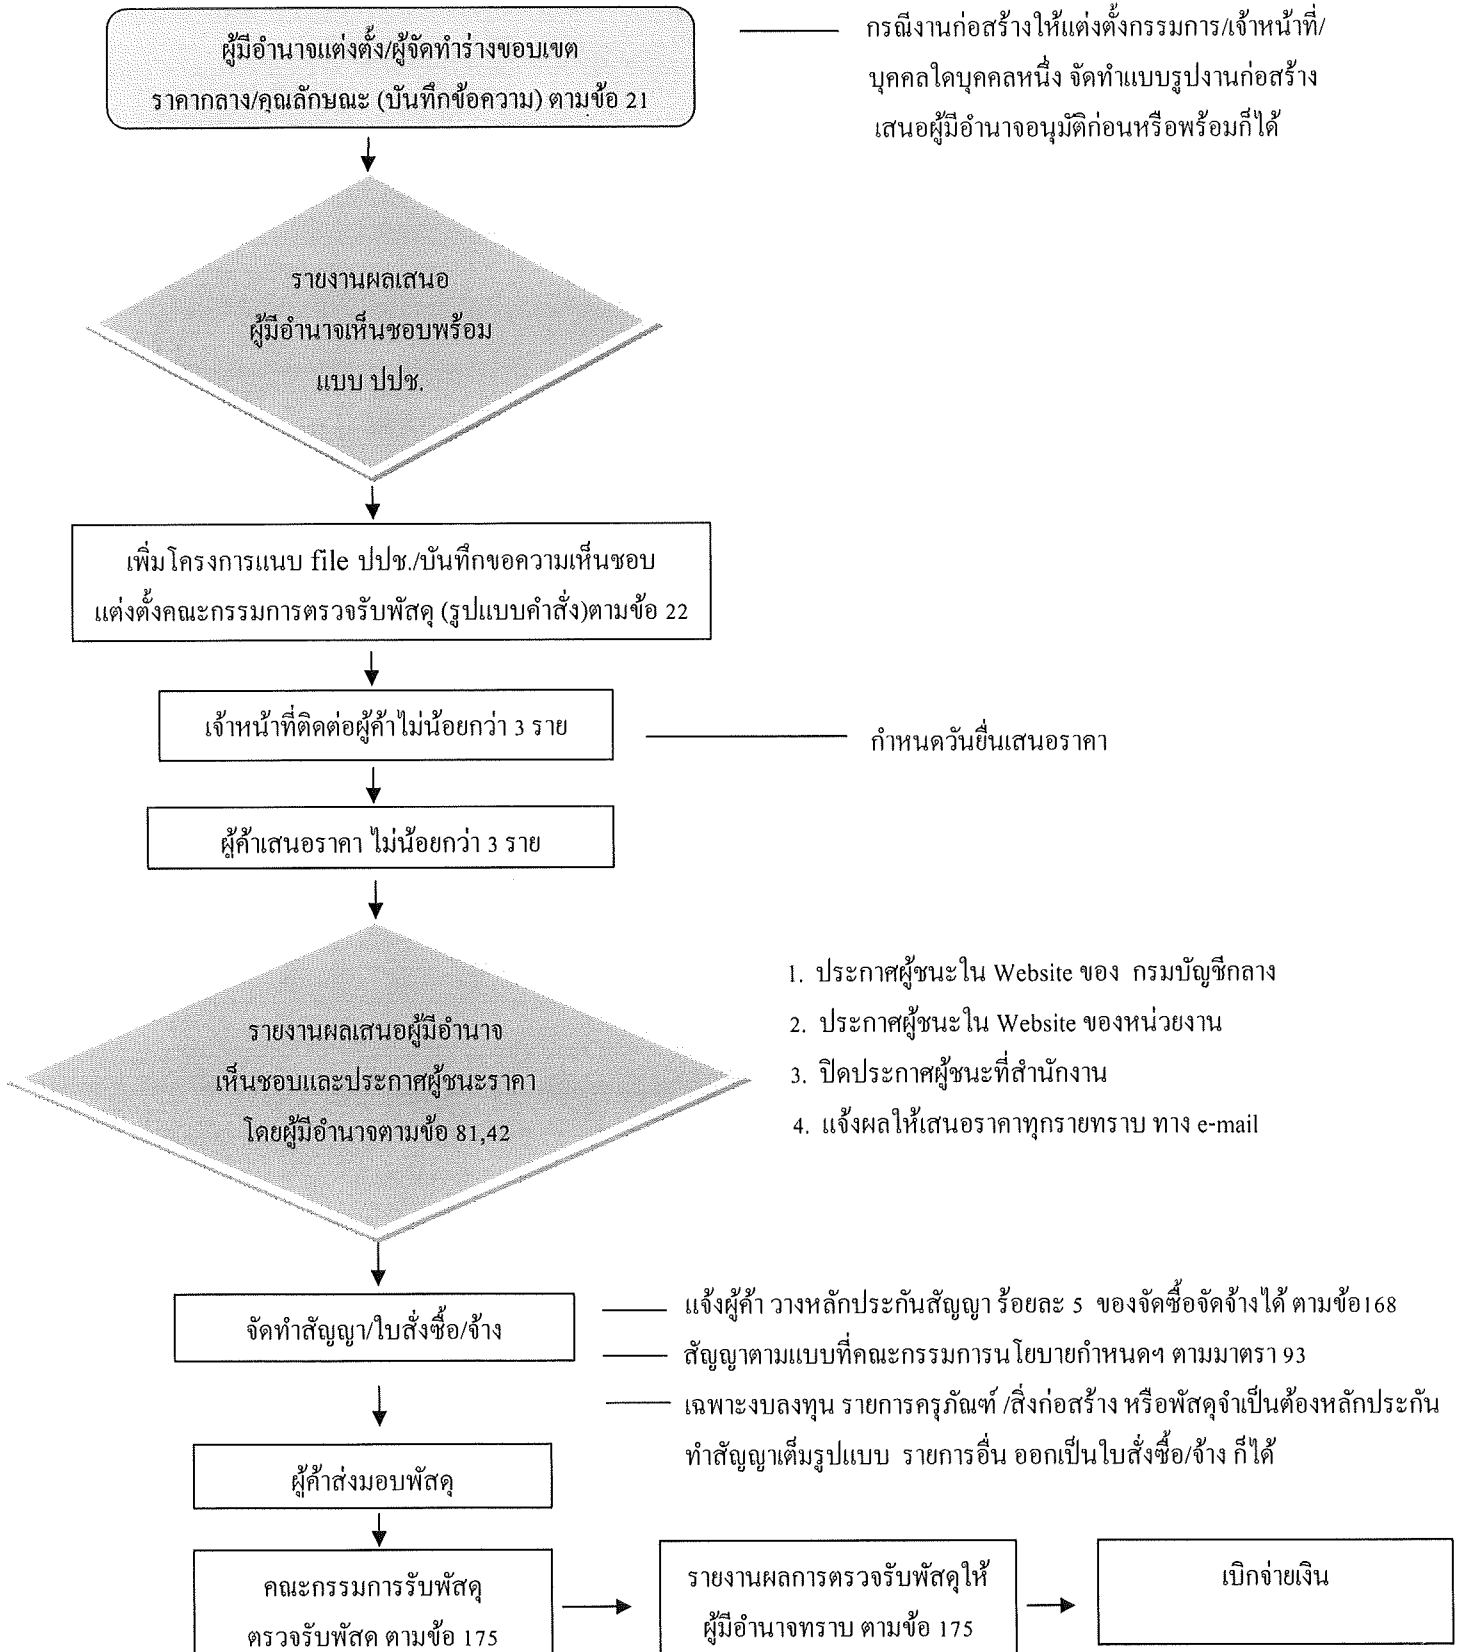 ผู้มีอำนาจแต่งตั้ง/ผู้จัดทำร่างขอบเขต
ราคากลาง/คุณลักษณะ (บันทึกข้อความ) ตามข้อ 21
กรณีงานก่อสร้างให้แต่งตั้งกรรมการ/เจ้าหน้าที่/
บุคคลใดบุคคลหนึ่ง จัดทำแบบรูปงานก่อสร้าง
เสนอผู้มีอำนาจอนุมัติก่อนหรือพร้อมก็ได้
รายงานผลเสนอ
ผู้มีอำนาจเห็นชอบพร้อม
แบบ ปปช.
เพิ่มโครงการแนบ file ปปช./บันทึกขอความเห็นชอบ
แต่งตั้งคณะกรรมการตรวจรับพัสดุ (รูปแบบคำสั่ง)ตามข้อ 22
เจ้าหน้าที่ติดต่อผู้ค้าไม่น้อยกว่า 3 ราย
กำหนดวันยื่นเสนอราคา
ผู้ค้าเสนอราคา ไม่น้อยกว่า 3 ราย
รายงานผลเสนอผู้มีอำนาจ
เห็นชอบและประกาศผู้ชนะราคา
โดยผู้มีอำนาจตามข้อ 81,42
1. ประกาศผู้ชนะใน Website ของ กรมบัญชีกลาง
2. ประกาศผู้ชนะใน Website ของหน่วยงาน
3. ปิดประกาศผู้ชนะที่สำนักงาน
4. แจ้งผลให้เสนอราคาทุกรายทราบ ทาง e-mail
จัดทำสัญญา/ใบสั่งซื้อ/จ้าง
แจ้งผู้ค้า วางหลักประกันสัญญา ร้อยละ 5 ของจัดซื้อจัดจ้างได้ ตามข้อ168
สัญญาตามแบบที่คณะกรรมการนโยบายกำหนดฯ ตามมาตรา 93
เฉพาะงบลงทุน รายการครุภัณฑ์ /สิ่งก่อสร้าง หรือพัสดุจำเป็นต้องหลักประกัน
ทำสัญญาเต็มรูปแบบ รายการอื่น ออกเป็นใบสั่งซื้อ/จ้าง ก็ได้
ผู้ค้าส่งมอบพัสดุ
คณะกรรมการรับพัสดุ
ตรวจรับพัสดุ ตามข้อ 175
รายงานผลการตรวจรับพัสดุให้
ผู้มีอำนาจทราบ ตามข้อ 175
เบิกจ่ายเงิน